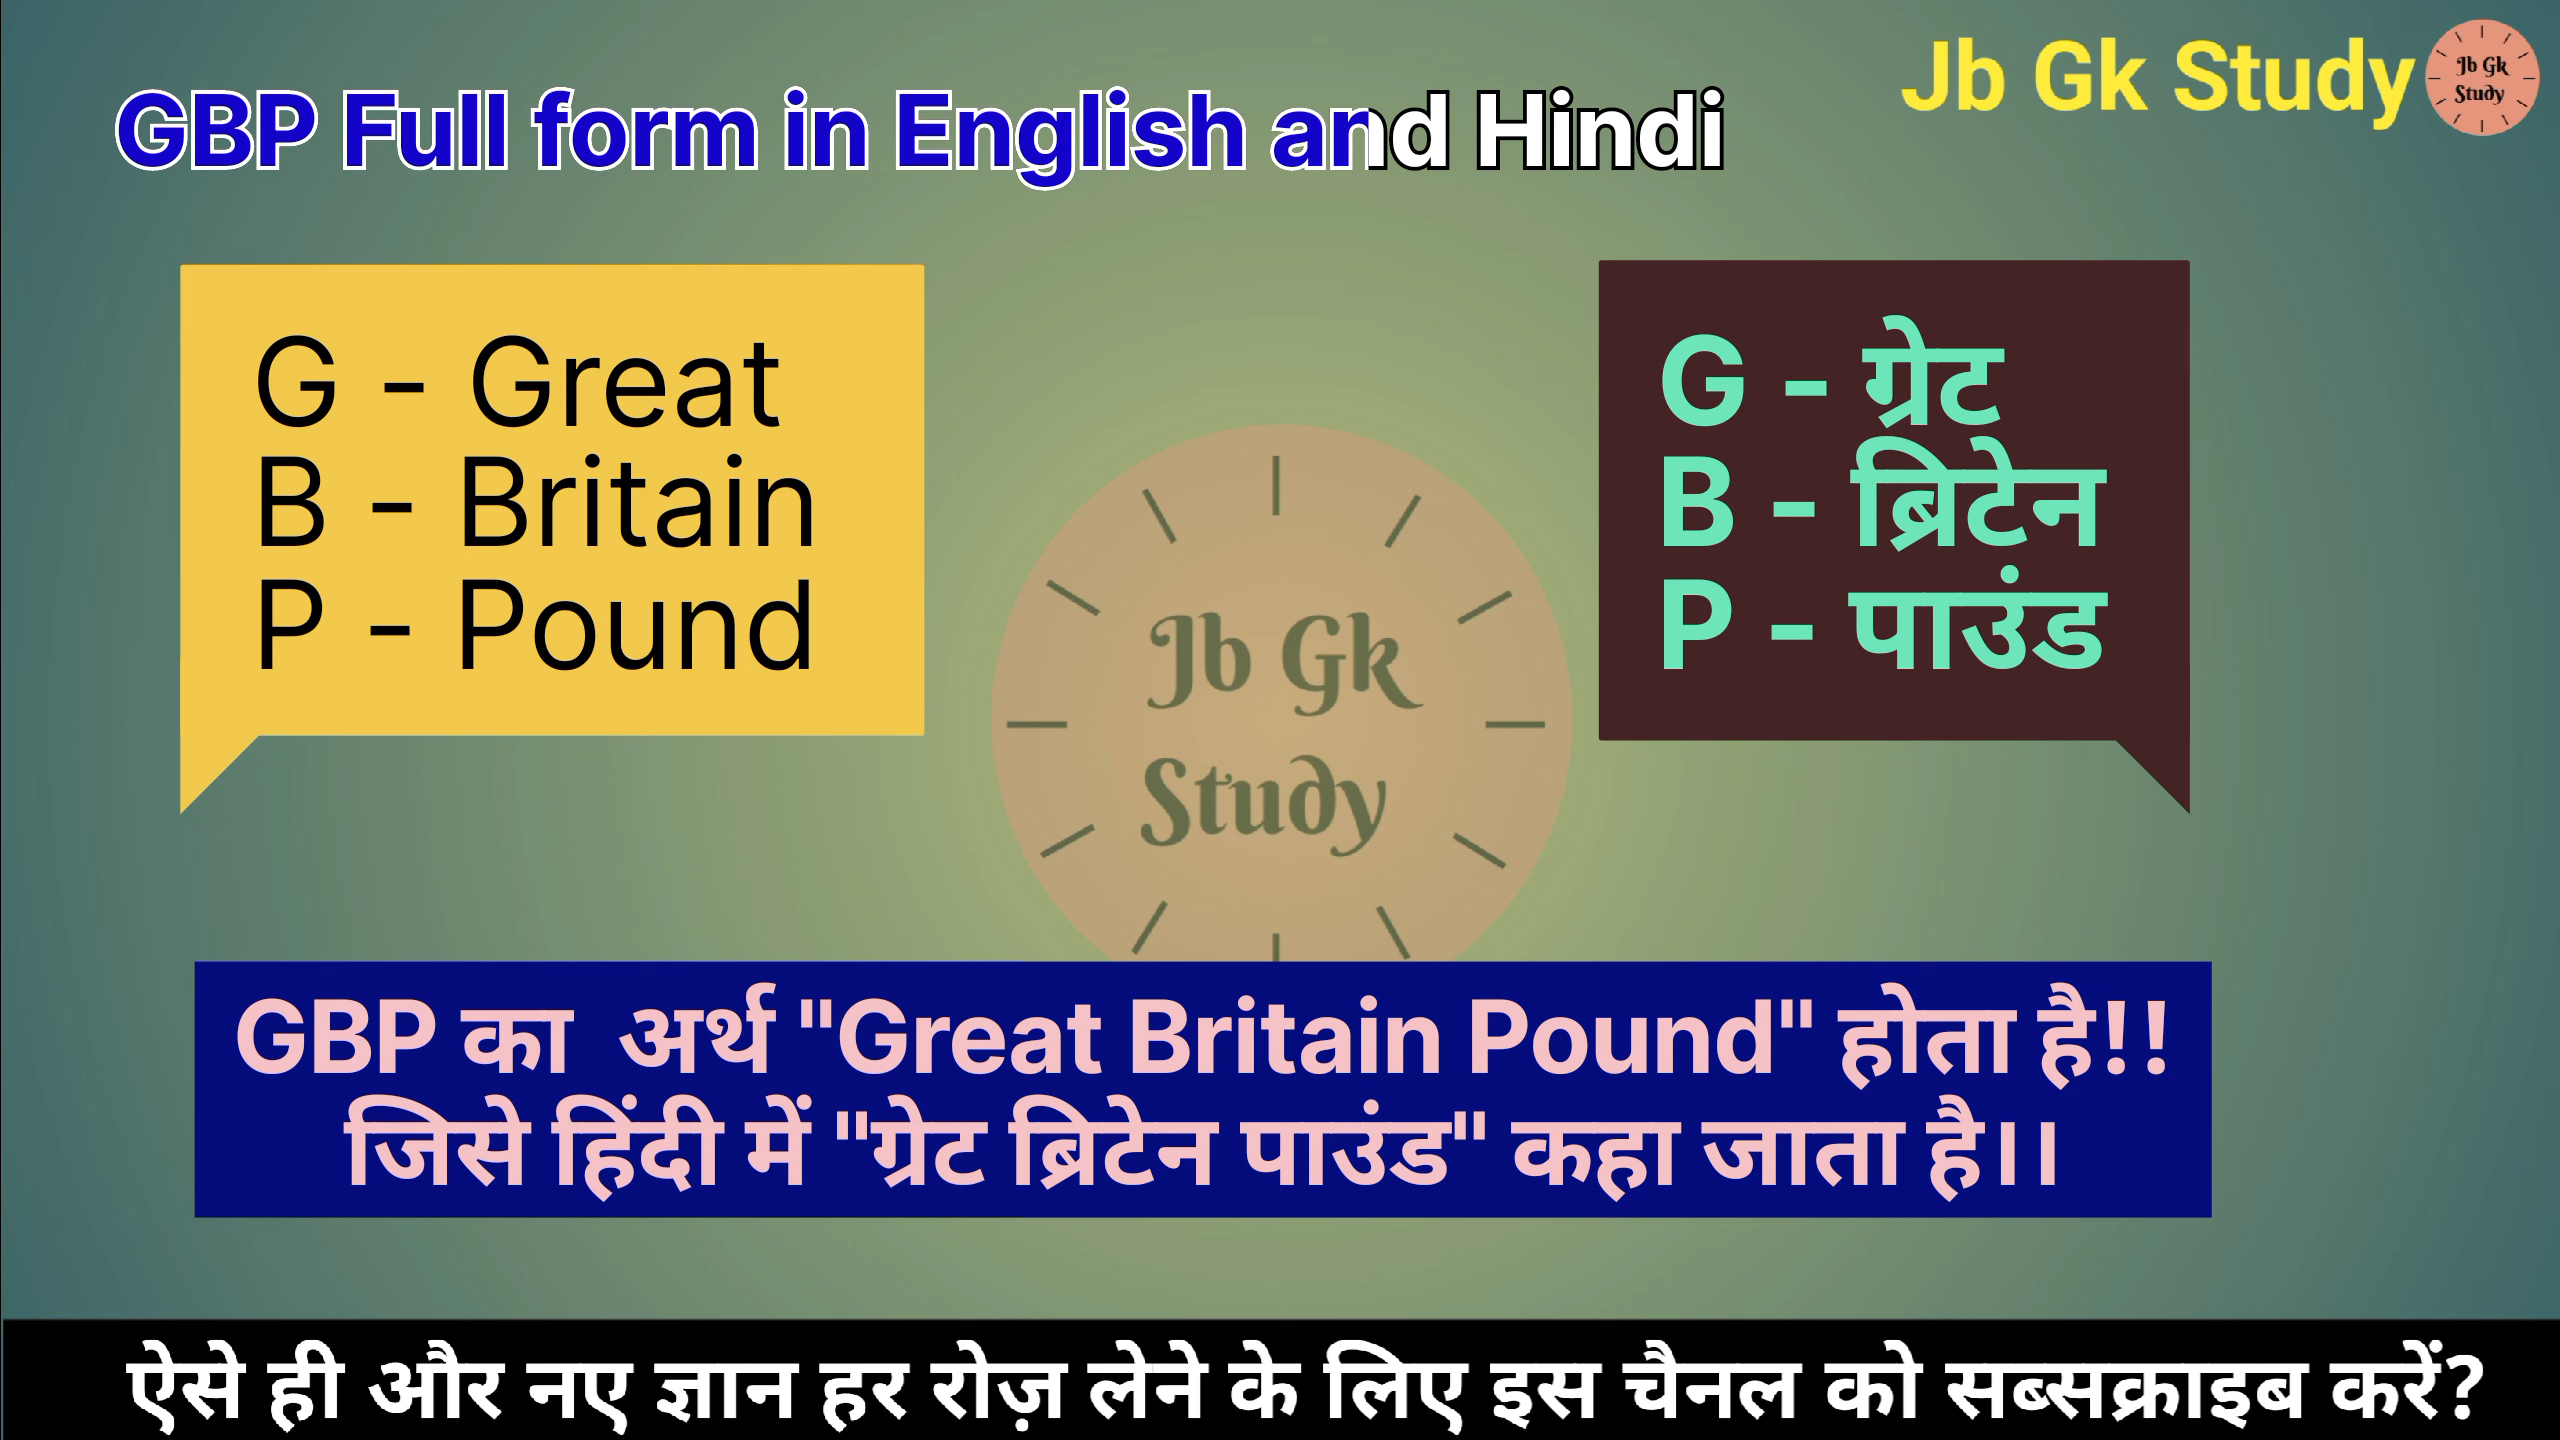 GBP Full form in English and Hindi
Jb Gk Study
Jb Gk
Study
G - Great
B - Britain
P - Pound
G - ग्रेट
B - ब्रिटेन
P - पाउंड
Jb Gk
Study
GBP का अर्थ "Great Britain Pound" होता है!!
जिसे हिंदी में "ग्रेट ब्रिटेन पाउंड" कहा जाता है।।
ऐसे ही और नए ज्ञान हर रोज़ लेने के लिए इस चैनल को सब्सक्राइब करें?